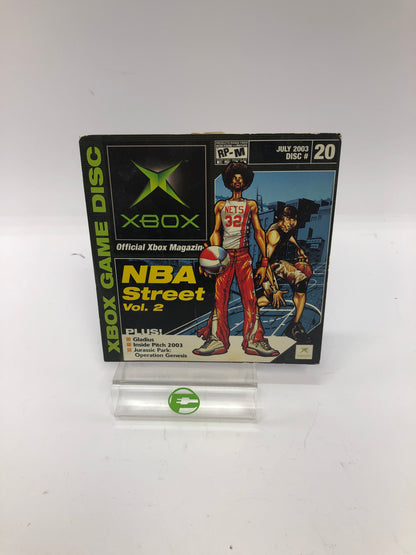 XBOX GAME DISC
XBOX
Official Xbox Magazin
RP-M
JULY 2003
DISC #
20
NBA
Street
Vol. 2
NETS
32
PLUS!
Gladius
Inside Pitch 2003
Jurassic Park:
Operation Genesis